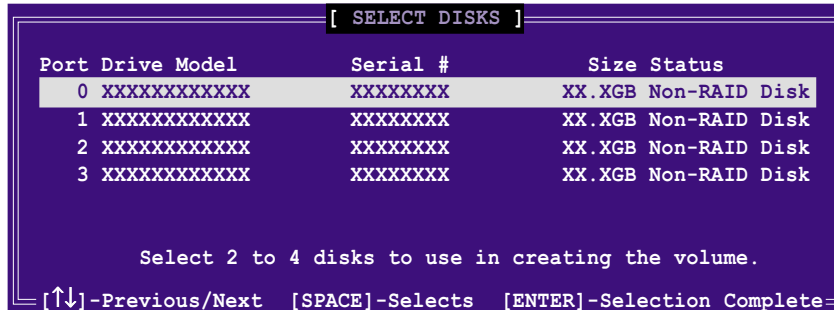 [ SELECT DISKS ]
Port Drive Model Serial # Size Status
0 XXXXXXXXXXXX XXXXXXXX XX.XGB Non-RAID Disk
1 XXXXXXXXXXXX XXXXXXXX XX.XGB Non-RAID Disk
2 XXXXXXXXXXXX XXXXXXXX XX.XGB Non-RAID Disk
3 XXXXXXXXXXXX XXXXXXXX XX.XGB Non-RAID Disk
Select 2 to 4 disks to use in creating the volume.
[↑↓]-Previous/Next [SPACE]-Selects [ENTER]-Selection Complete